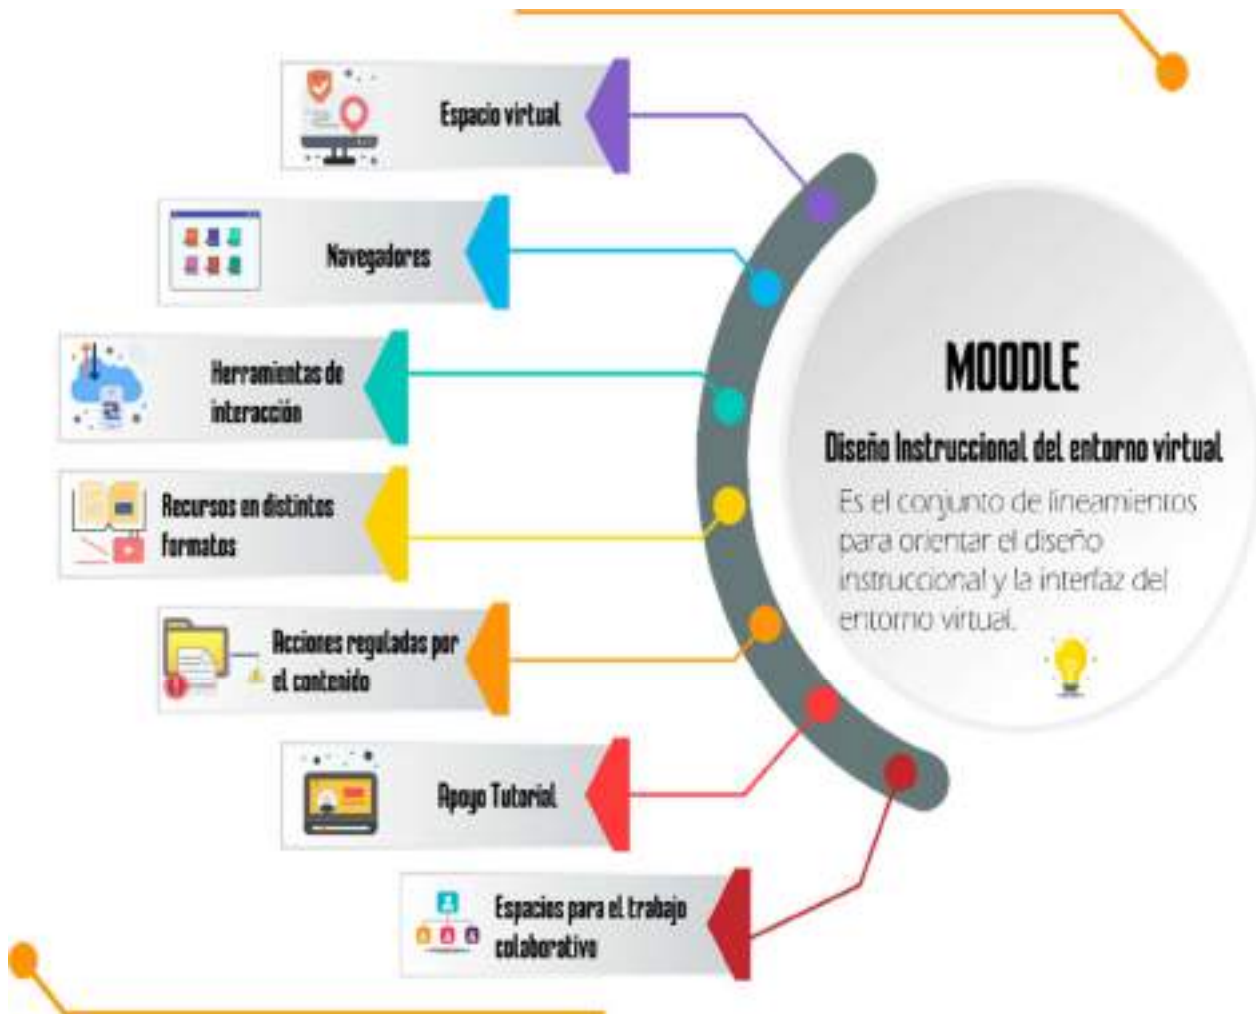 Espacio virtual
Navegadores
Herramientas de
interacción
Recursos en distintos
formatos
Acciones reguladas por
el contenido
Apoyo Tutorial
Espacios para el trabajo
colaborativo
MOODLE
Diseño Instruccional del entorno virtual
Es el conjunto de lineamientos
para orientar el diseño
instruccional y la interfaz del
entorno virtual.